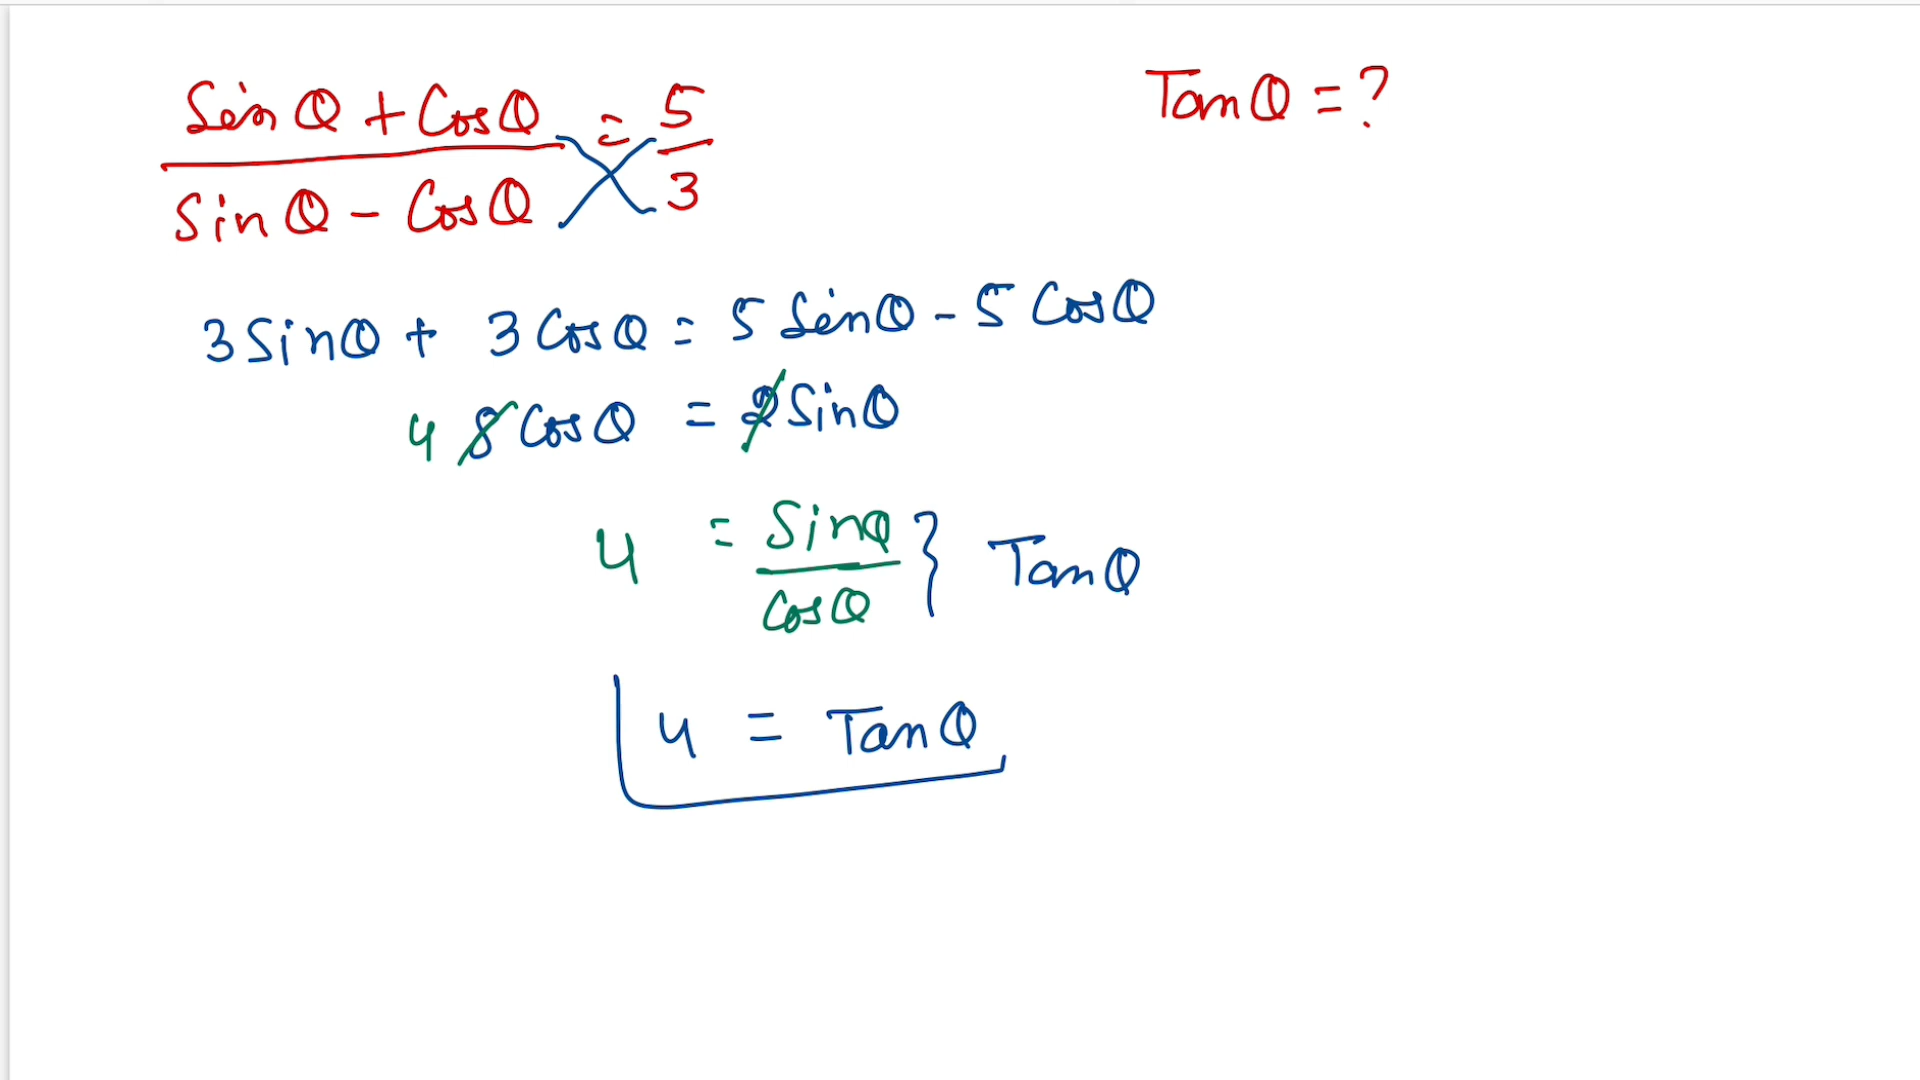 Sin θ + Cos θ / Sin θ - Cos θ = 5/3
Tan θ = ?
3 Sin θ + 3 Cos θ = 5 Sin θ - 5 Cos θ
4 8 Cos θ = 2 Sin θ
4 = Sin θ / Cos θ } Tan θ
4 = Tan θ